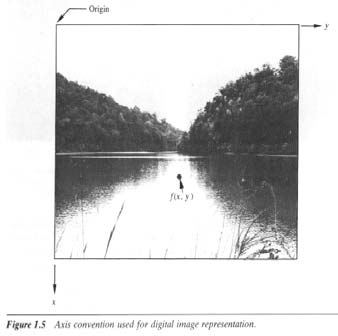 Origin
y
f(x, y)
x
Figure 1.5 Axis convention used for digital image representation.